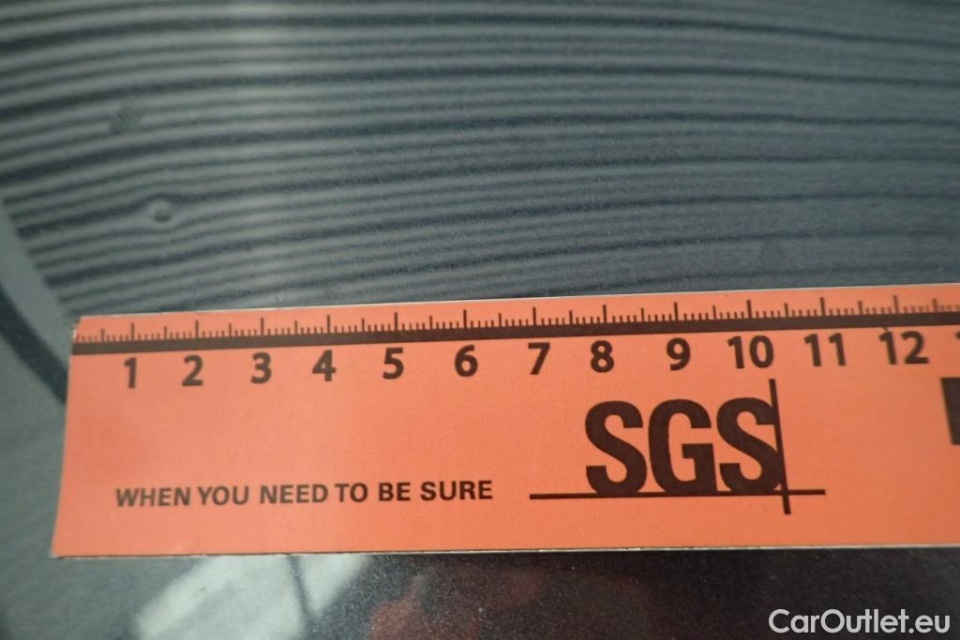 1 2 3 4 5 6 7 8 9 10 11 12
SGS
WHEN YOU NEED TO BE SURE
CarOutlet.eu